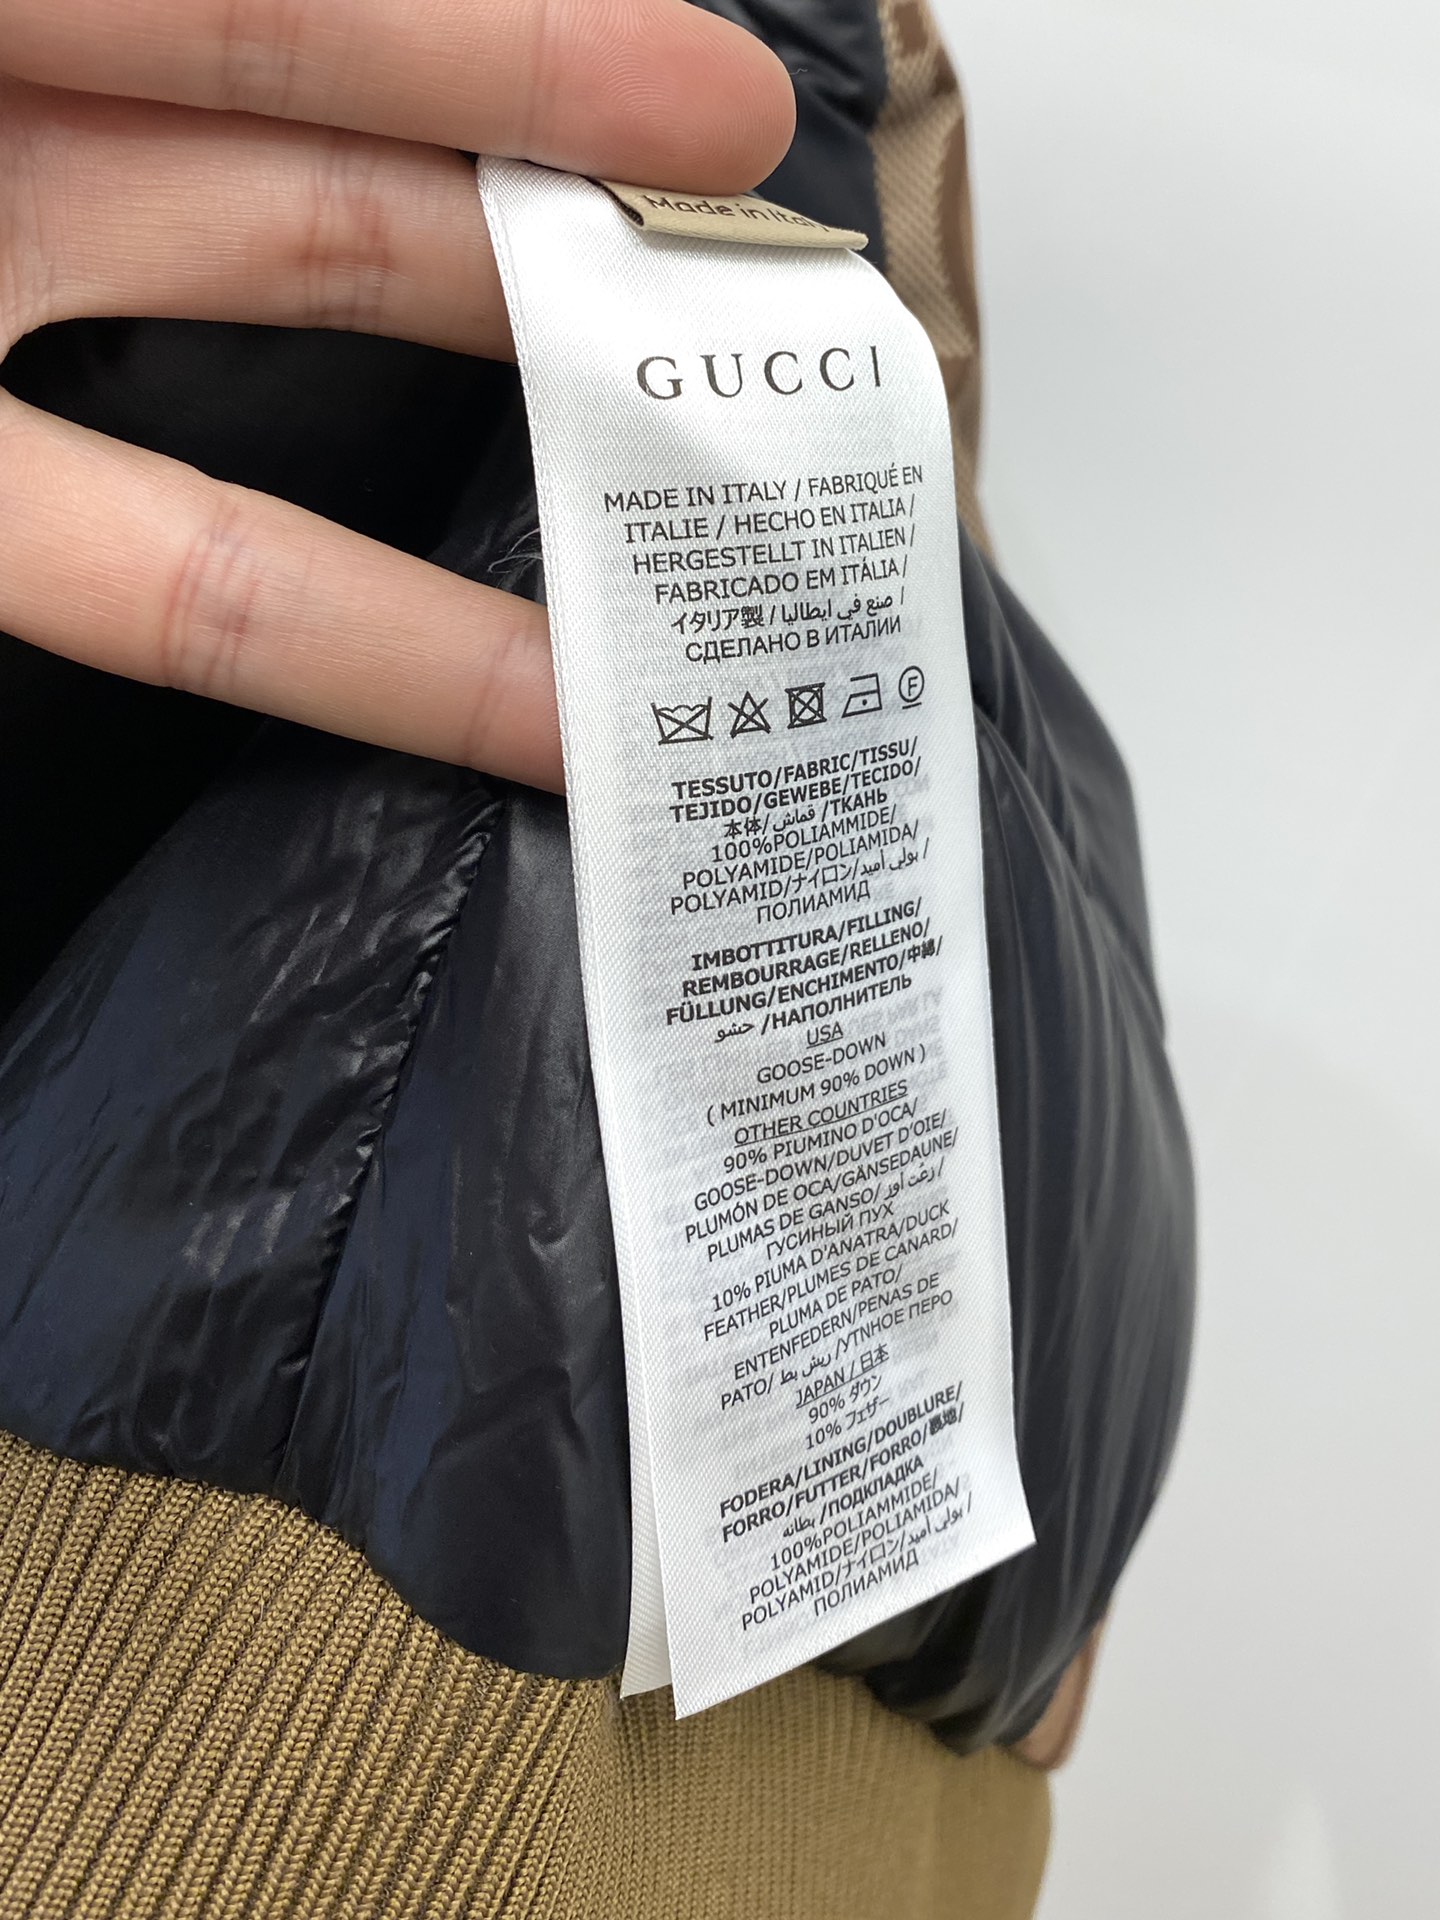 Made in Italy
GUCCI
MADE IN ITALY / FABRIQUÉ EN
ITALIE / HECHO EN ITALIA /
HERGESTELLT IN ITALIEN /
FABRICADO EM ITÁLIA /
イタリア製 / صنع في ايطاليا /
СДЕЛАНО В ИТАЛИИ
F
TESSUTO/FABRIC/TISSU/
TEJIDO/GEWEBE/TECIDO/
本体/قماش /ТКАНЬ
100%POLIAMMIDE/
POLYAMIDE/POLIAMIDA/
POLYAMID/ナイロン/بولي أميد /
ПОЛИАМИД
IMBOTTITURA/FILLING/
REMBOURRAGE/RELLENO/
FÜLLUNG/ENCHIMENTO/中綿/
حشو /НАПОЛНИТЕЛЬ
USA
GOOSE-DOWN
( MINIMUM 90% DOWN )
OTHER COUNTRIES
90% PIUMINO D'OCA/
GOOSE-DOWN/DUVET D'OIE/
PLUMÓN DE OCA/GÄNSEDAUNE/
PLUMAS DE GANSO/زغب أوز /
ГУСИНЫЙ ПУХ
10% PIUMA D'ANATRA/DUCK
FEATHER/PLUMES DE CANARD/
PLUMA DE PATO/
ENTENFEDERN/PENAS DE
PATO/ ريش بط /УТНОЕ ПЕРО
JAPAN / 日本
90% ダウン
10% フェザー
FODERA/LINING/DOUBLURE/
FORRO/FUTTER/FORRO/裏地/
بطانه /ПОДКЛАДКА
100%POLIAMMIDE/
POLYAMIDE/POLIAMIDA/
POLYAMID/ナイロン/بولي أميد /
ПОЛИАМИД